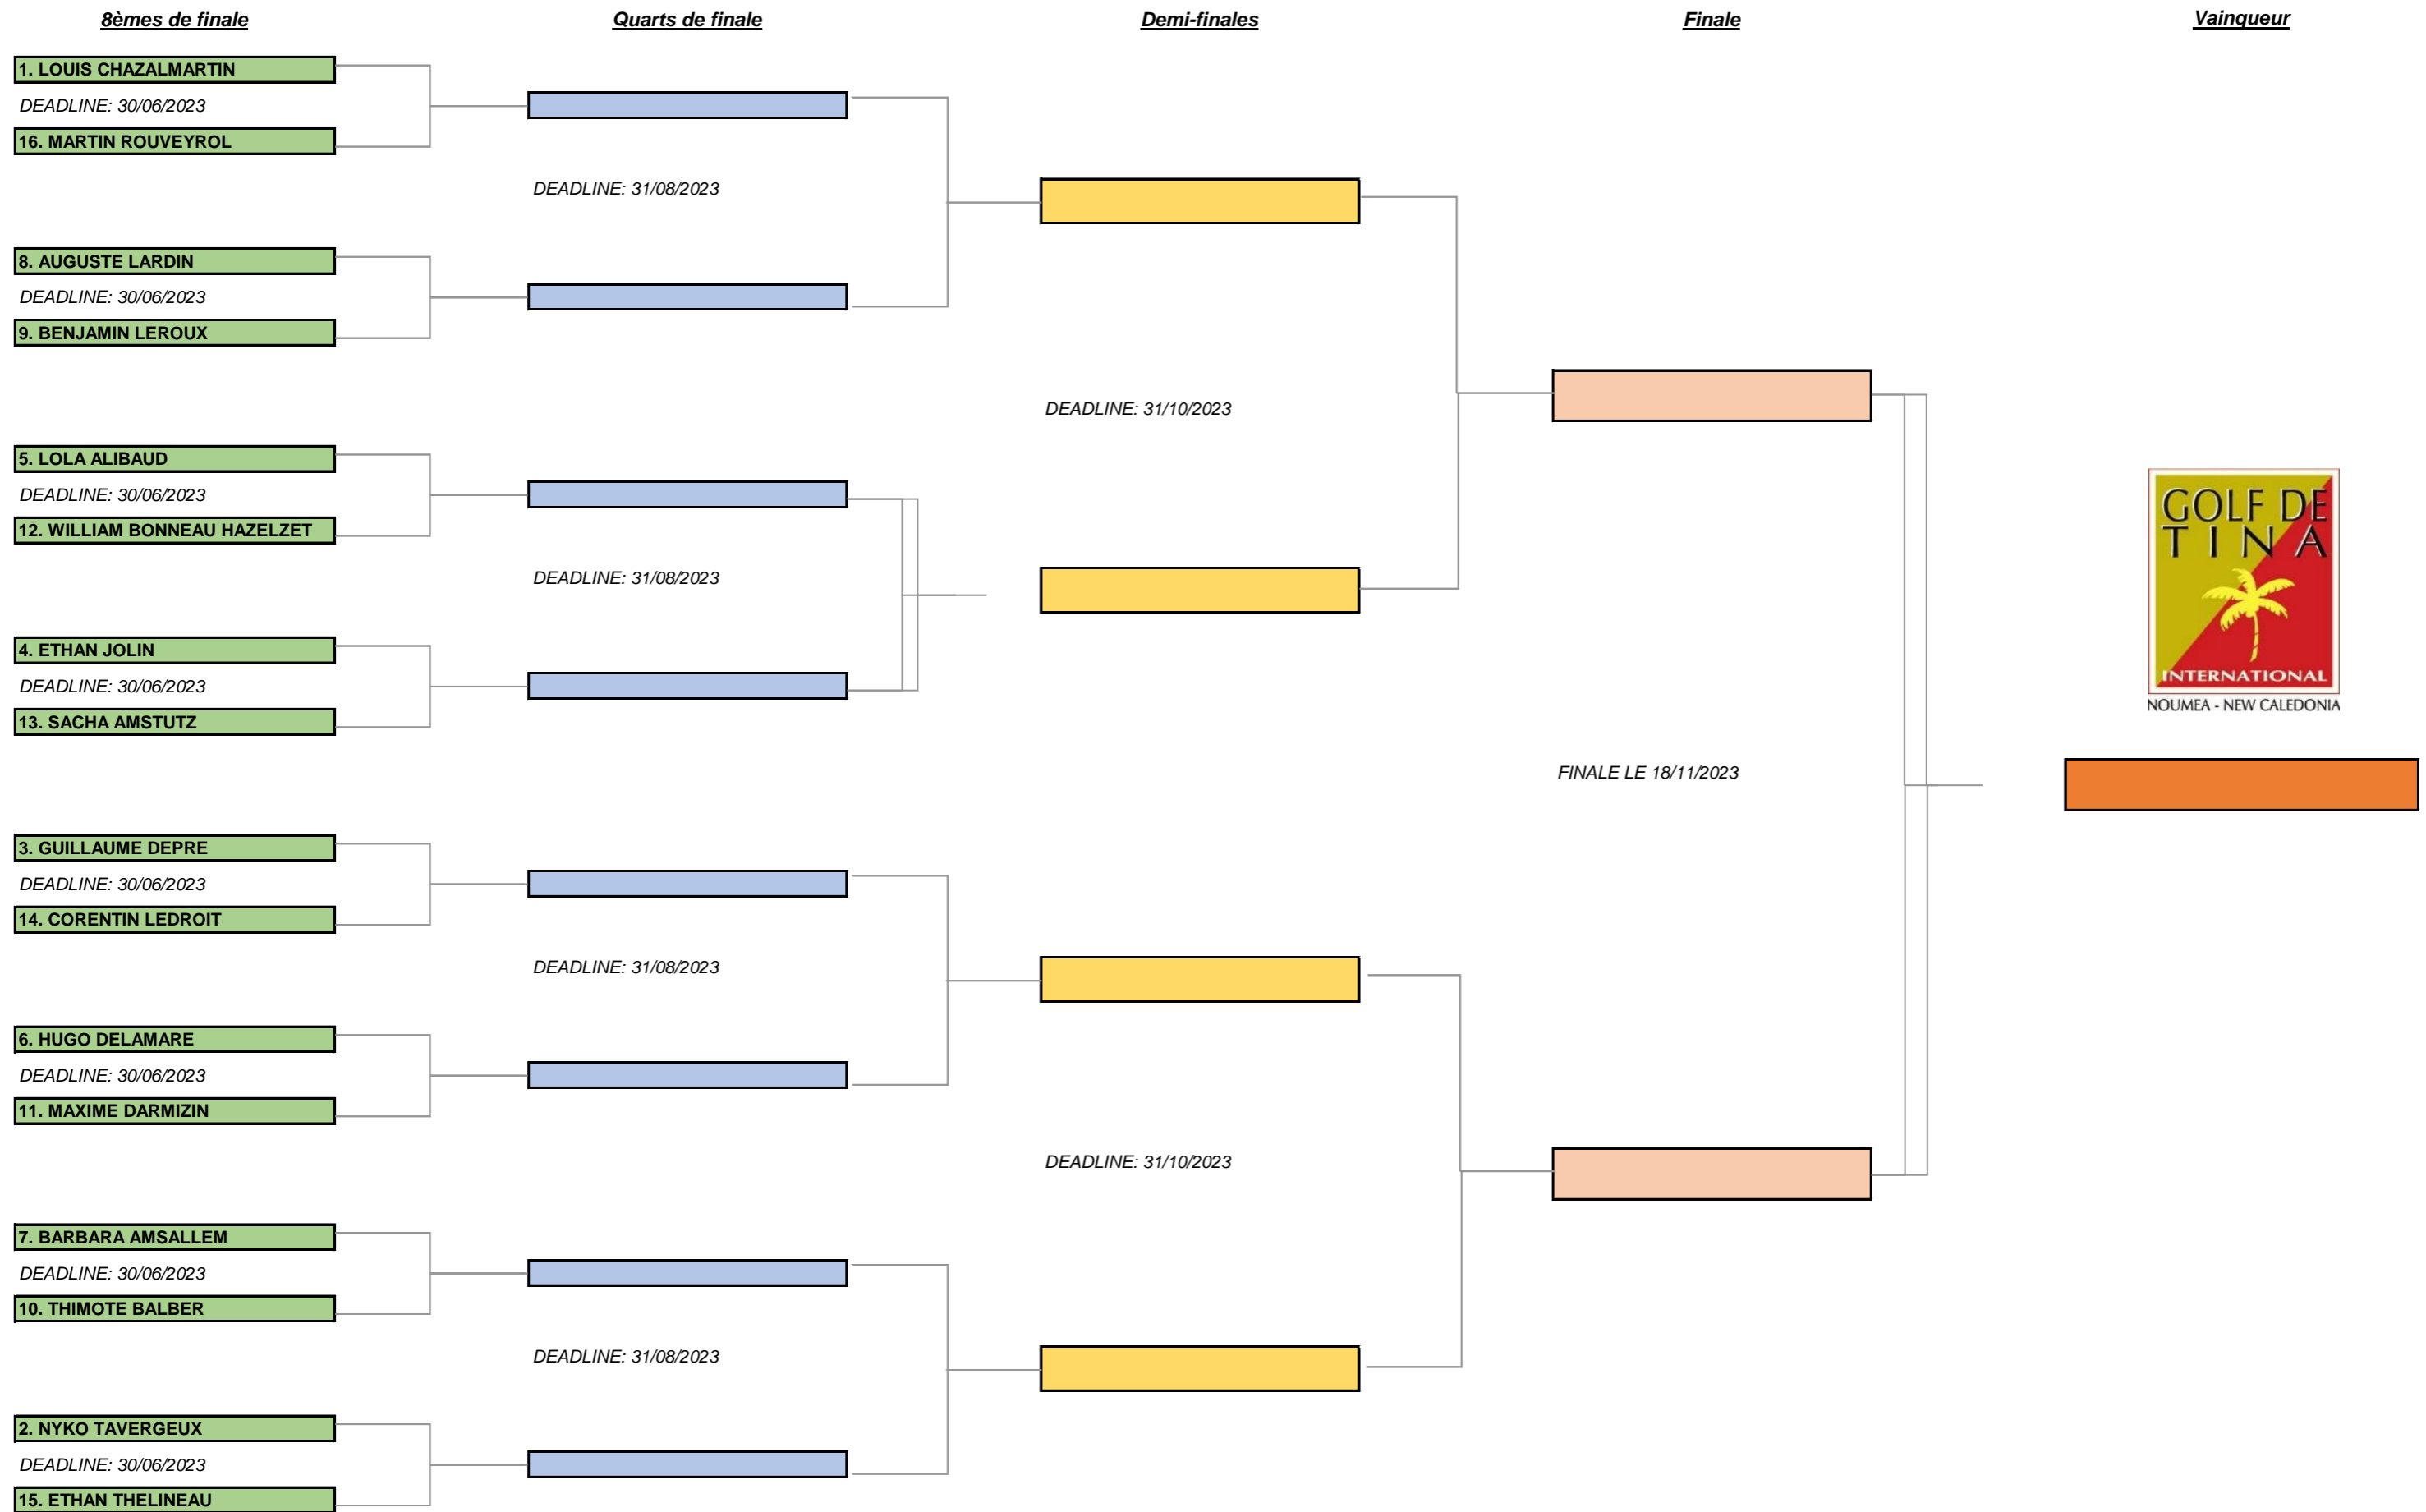 8èmes de finale
Quarts de finale
Demi-finales
Finale
Vainqueur
1. LOUIS CHAZALMARTIN
DEADLINE: 30/06/2023
16. MARTIN ROUVEYROL
DEADLINE: 31/08/2023
8. AUGUSTE LARDIN
DEADLINE: 30/06/2023
9. BENJAMIN LEROUX
DEADLINE: 31/10/2023
5. LOLA ALIBAUD
DEADLINE: 30/06/2023
12. WILLIAM BONNEAU HAZELZET
DEADLINE: 31/08/2023
4. ETHAN JOLIN
DEADLINE: 30/06/2023
13. SACHA AMSTUTZ
GOLF DE
TINA
INTERNATIONAL
NOUMEA - NEW CALEDONIA
FINALE LE 18/11/2023
3. GUILLAUME DEPRE
DEADLINE: 30/06/2023
14. CORENTIN LEDROIT
DEADLINE: 31/08/2023
6. HUGO DELAMARE
DEADLINE: 30/06/2023
11. MAXIME DARMIZIN
DEADLINE: 31/10/2023
7. BARBARA AMSALLEM
DEADLINE: 30/06/2023
10. THIMOTE BALBER
DEADLINE: 31/08/2023
2. NYKO TAVERGEUX
DEADLINE: 30/06/2023
15. ETHAN THELINEAU